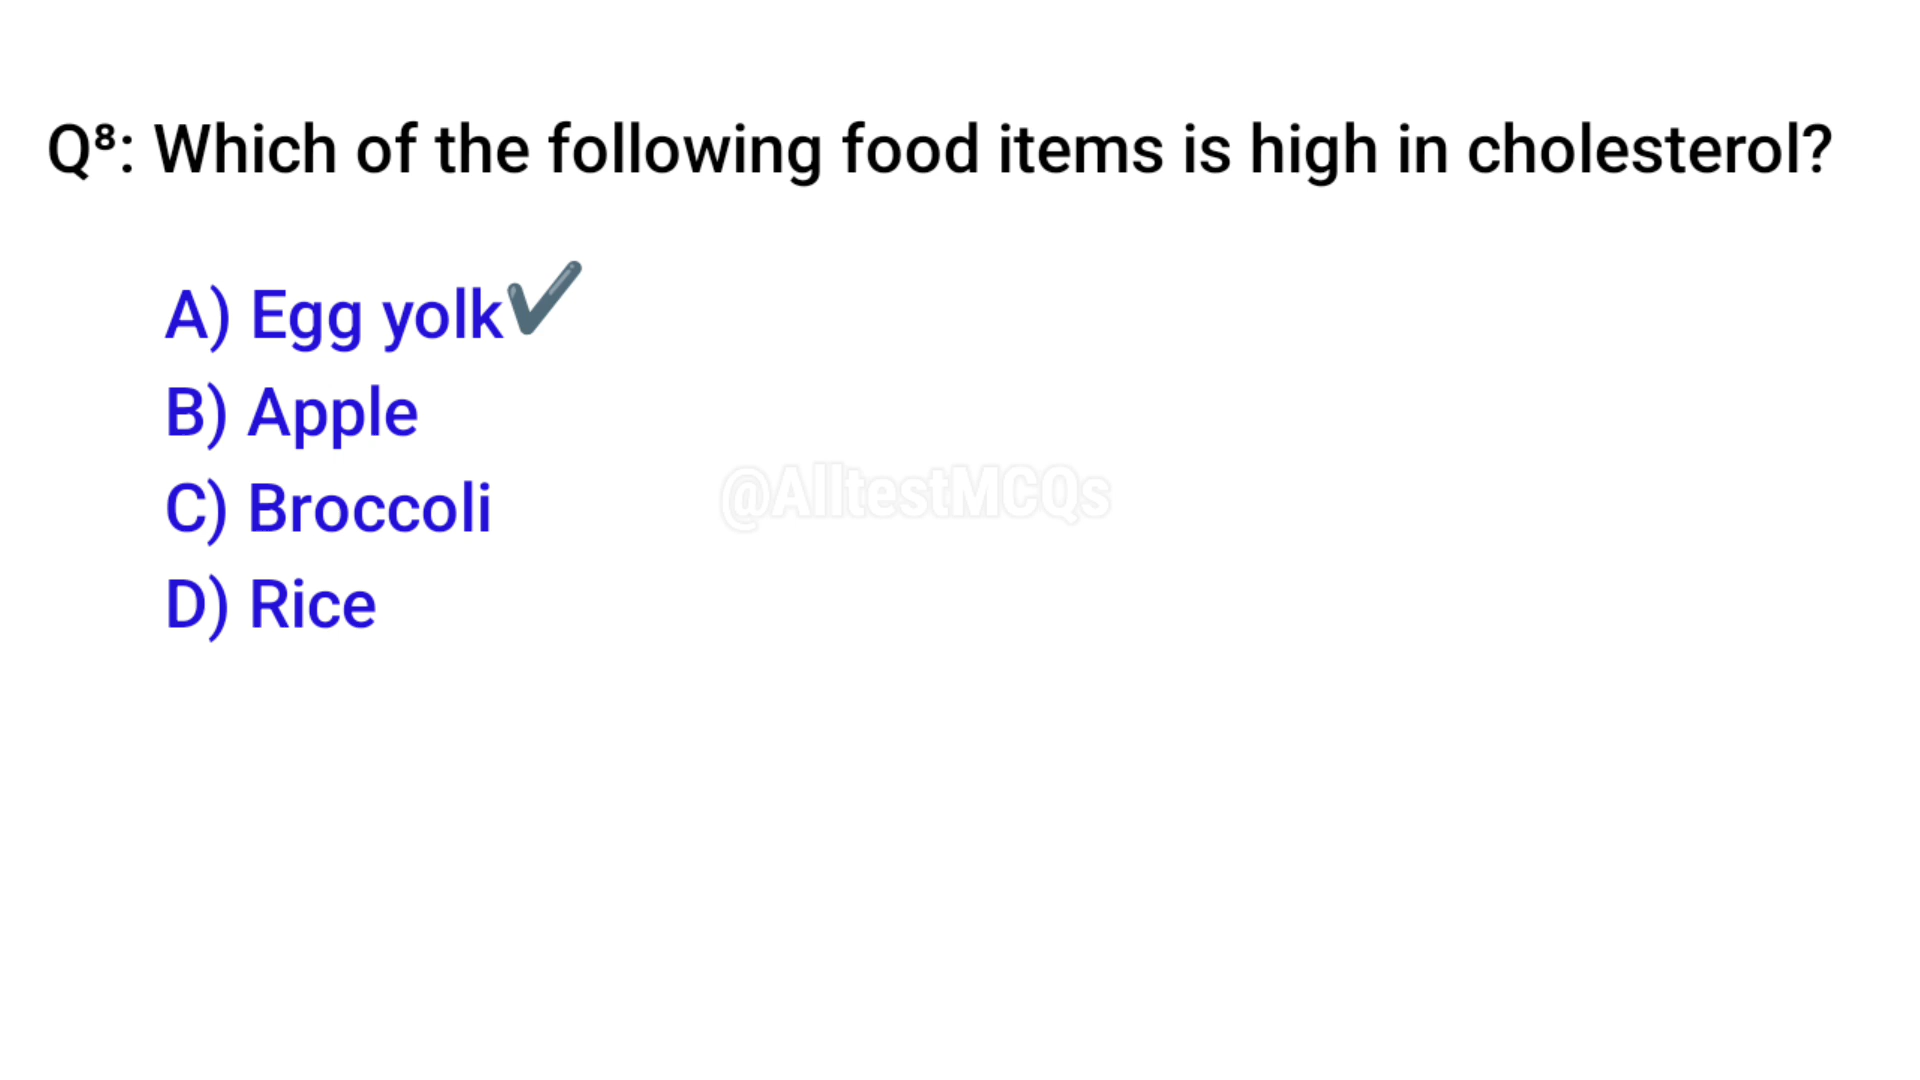 Q⁸: Which of the following food items is high in cholesterol?
A) Egg yolk✔
B) Apple
@AlltestMCQs
C) Broccoli
D) Rice